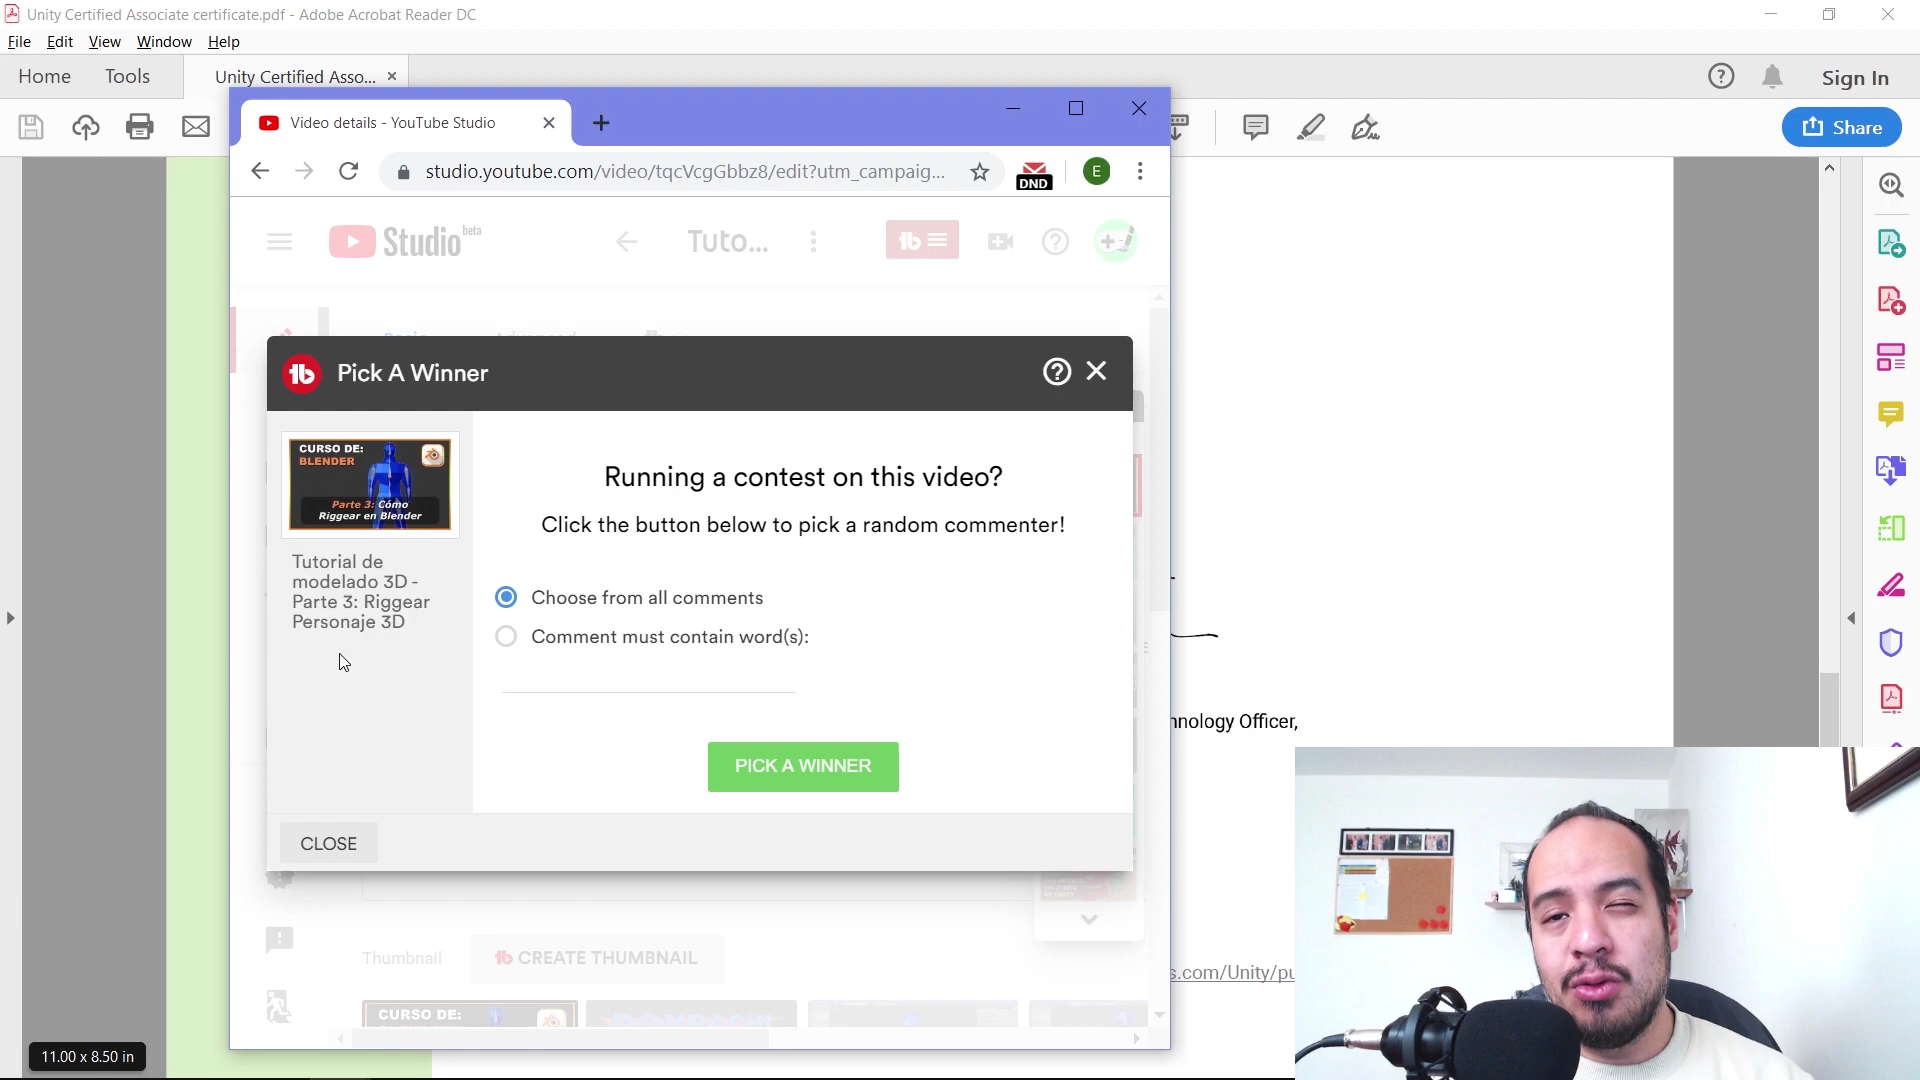 Unity Certified Associate certificate.pdf - Adobe Acrobat Reader DC
File Edit View Window Help
Home Tools Unity Certified Asso... Sign In
Share
Video details - YouTube Studio
studio.youtube.com/video/tqcVcgGbbz8/edit?utm_campaig...
DND
E
Studio beta
Tuto...
Pick A Winner
CURSO DE:
BLENDER
Parte 3: Cómo
Riggear en Blender
Tutorial de
modelado 3D -
Parte 3: Riggear
Personaje 3D
Running a contest on this video?
Click the button below to pick a random commenter!
Choose from all comments
Comment must contain word(s):
PICK A WINNER
CLOSE
hnology Officer,
Thumbnail
CREATE THUMBNAIL
s.com/Unity/pu
CURSO DE:
11.00 x 8.50 in